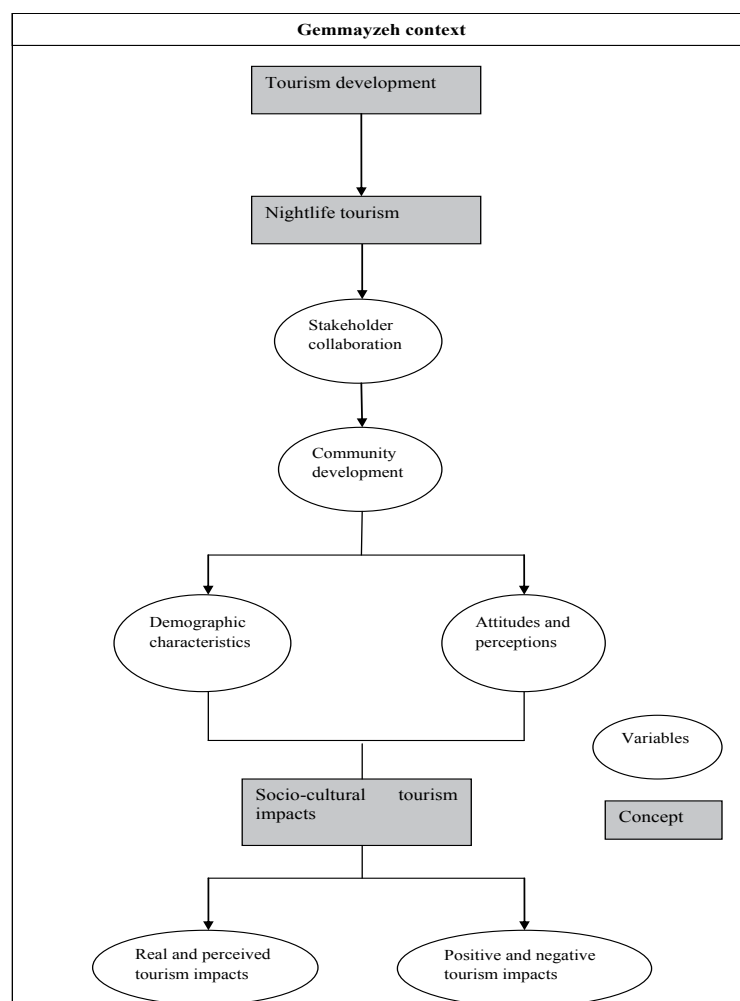 Gemmayzeh context
Tourism development
Nightlife tourism
Stakeholder
collaboration
Community
development
Demographic
characteristics
Attitudes and
perceptions
Variables
Socio-cultural tourism
impacts
Concept
Real and perceived
tourism impacts
Positive and negative
tourism impacts